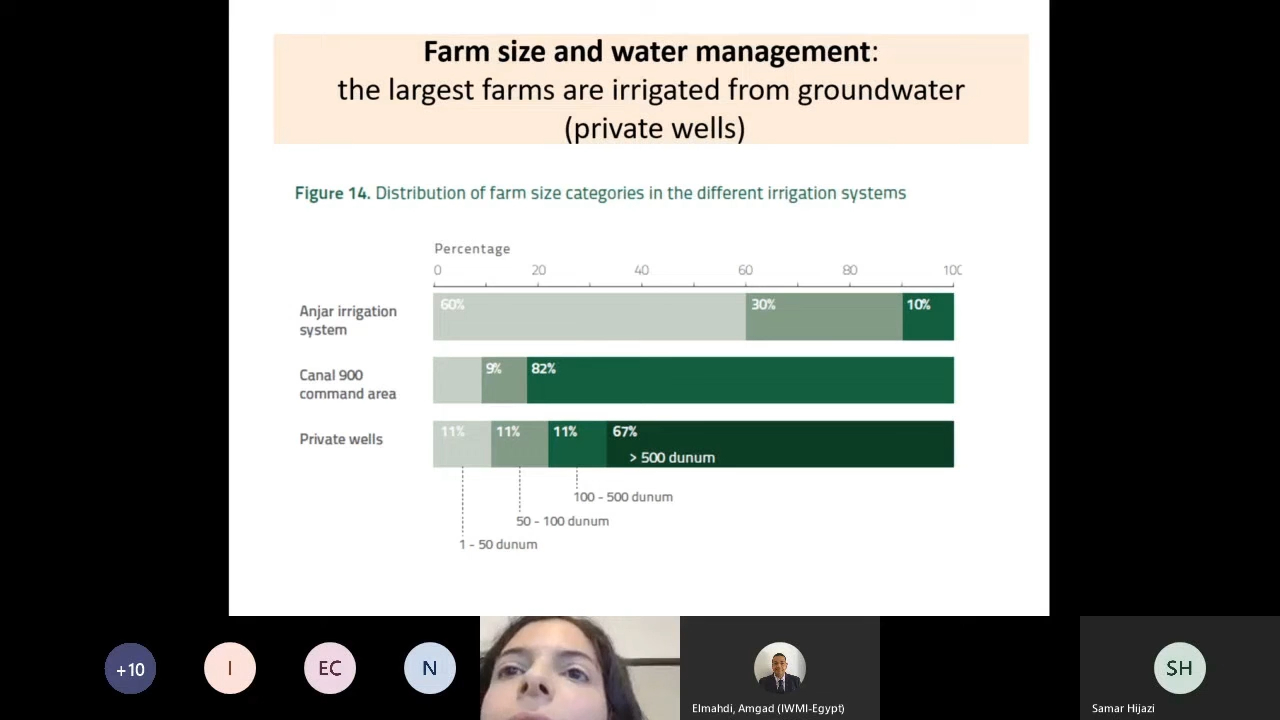 Farm size and water management:
the largest farms are irrigated from groundwater
(private wells)
Figure 14. Distribution of farm size categories in the different irrigation systems
Percentage
0 20 40 60 80 100
Anjar irrigation
system
60% 30% 10%
Canal 900
command area
9% 82%
Private wells
11% 11% 11% 67%
> 500 dunum
100 - 500 dunum
50 - 100 dunum
1 - 50 dunum
+10
I
EC
N
Elmahdi, Amgad (IWMI-Egypt)
SH
Samar Hijazi